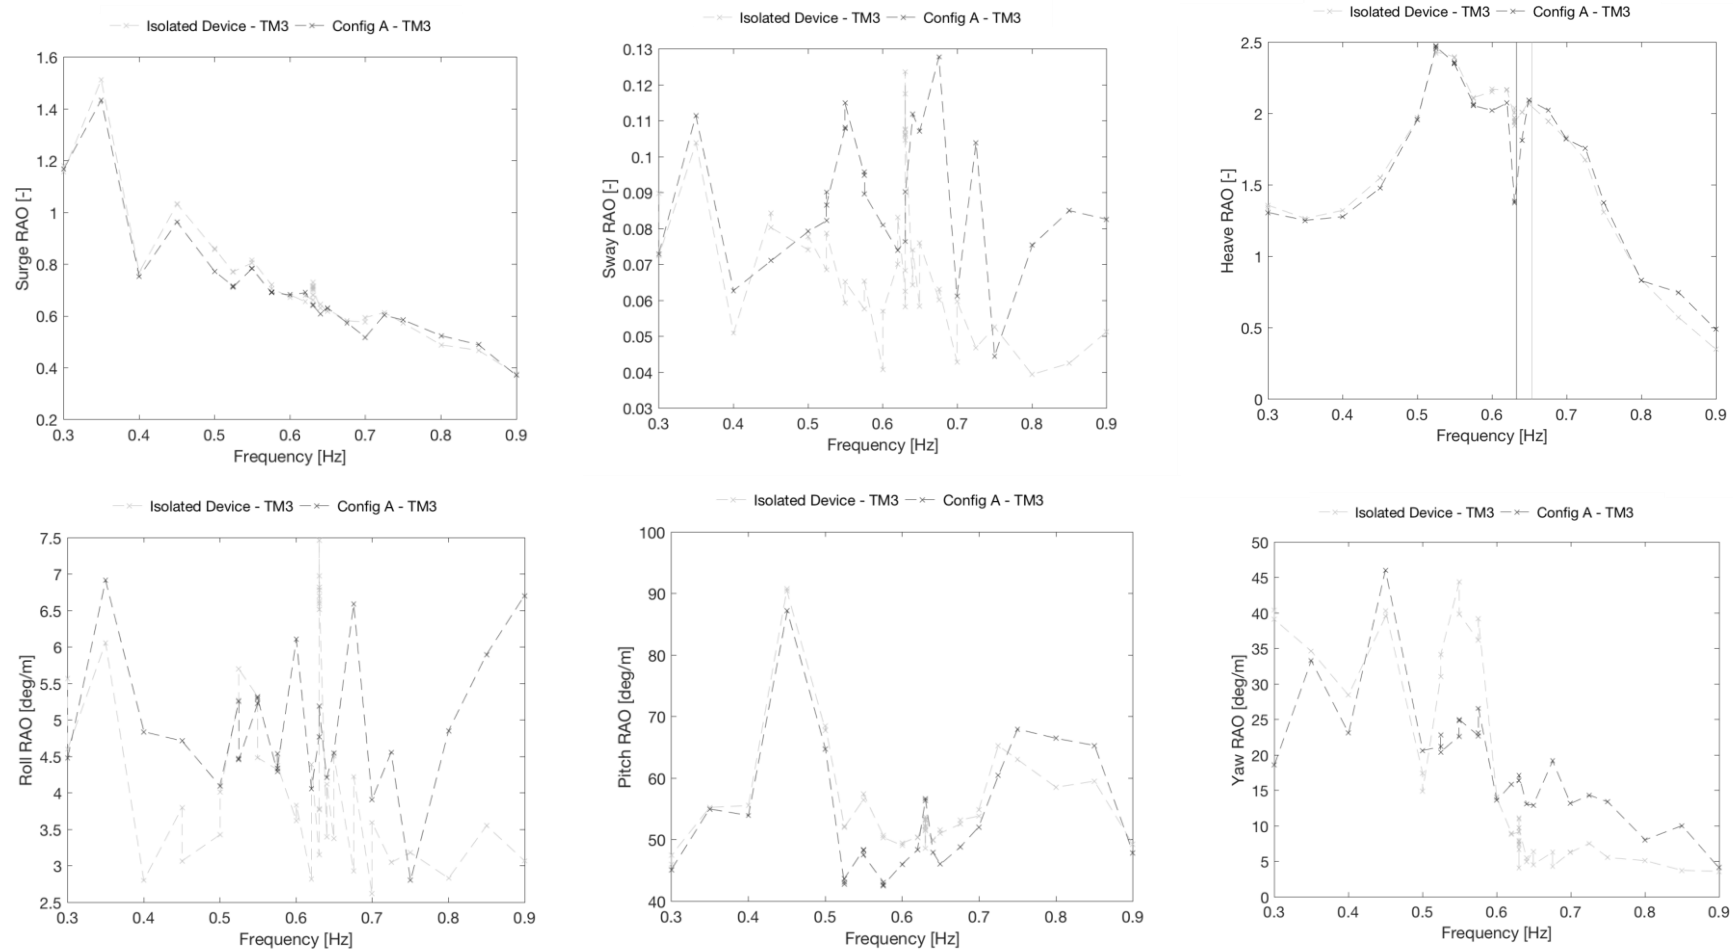 Isolated Device - TM3 Config A - TM3
1.6
1.4
1.2
1
0.8
0.6
0.4
0.2
Surge RAO [-]
0.3 0.4 0.5 0.6 0.7 0.8 0.9
Frequency [Hz]
Isolated Device - TM3 Config A - TM3
0.13
0.12
0.11
0.1
0.09
0.08
0.07
0.06
0.05
0.04
0.03
Sway RAO [-]
0.3 0.4 0.5 0.6 0.7 0.8 0.9
Frequency [Hz]
Isolated Device - TM3 Config A - TM3
2.5
2
1.5
1
0.5
0
Heave RAO [-]
0.3 0.4 0.5 0.6 0.7 0.8 0.9
Frequency [Hz]
Isolated Device - TM3 Config A - TM3
7.5
7
6.5
6
5.5
5
4.5
4
3.5
3
2.5
Roll RAO [deg/m]
0.3 0.4 0.5 0.6 0.7 0.8 0.9
Frequency [Hz]
Isolated Device - TM3 Config A - TM3
100
90
80
70
60
50
40
Pitch RAO [deg/m]
0.3 0.4 0.5 0.6 0.7 0.8 0.9
Frequency [Hz]
Isolated Device - TM3 Config A - TM3
50
45
40
35
30
25
20
15
10
5
0
Yaw RAO [deg/m]
0.3 0.4 0.5 0.6 0.7 0.8 0.9
Frequency [Hz]